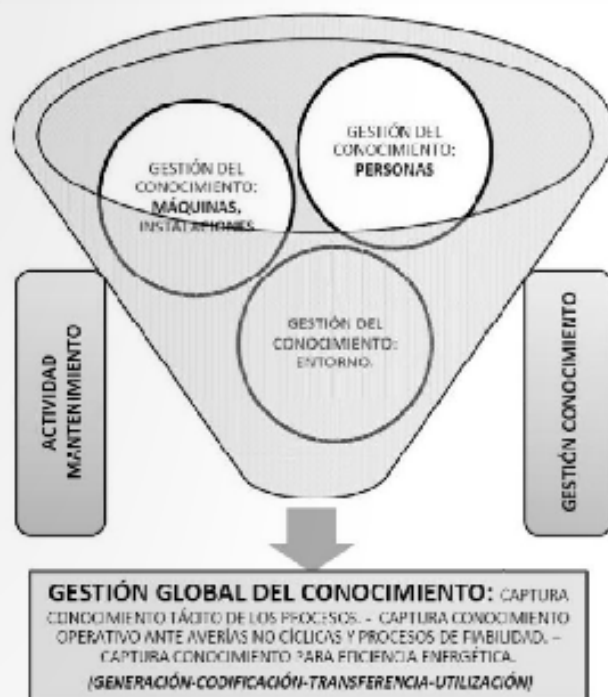 GESTIÓN DEL
CONOCIMIENTO:
MÁQUINAS,
INSTALACIONES
GESTIÓN DEL
CONOCIMIENTO:
PERSONAS
GESTIÓN DEL
CONOCIMIENTO:
ENTORNO.
ACTIVIDAD
MANTENIMIENTO
GESTIÓN CONOCIMIENTO
GESTIÓN GLOBAL DEL CONOCIMIENTO: CAPTURA
CONOCIMIENTO TÁCITO DE LOS PROCESOS. - CAPTURA CONOCIMIENTO
OPERATIVO ANTE AVERÍAS NO CÍCLICAS Y PROCESOS DE FIABILIDAD. –
CAPTURA CONOCIMIENTO PARA EFICIENCIA ENERGÉTICA.
(GENERACIÓN-CODIFICACIÓN-TRANSFERENCIA-UTILIZACIÓN)